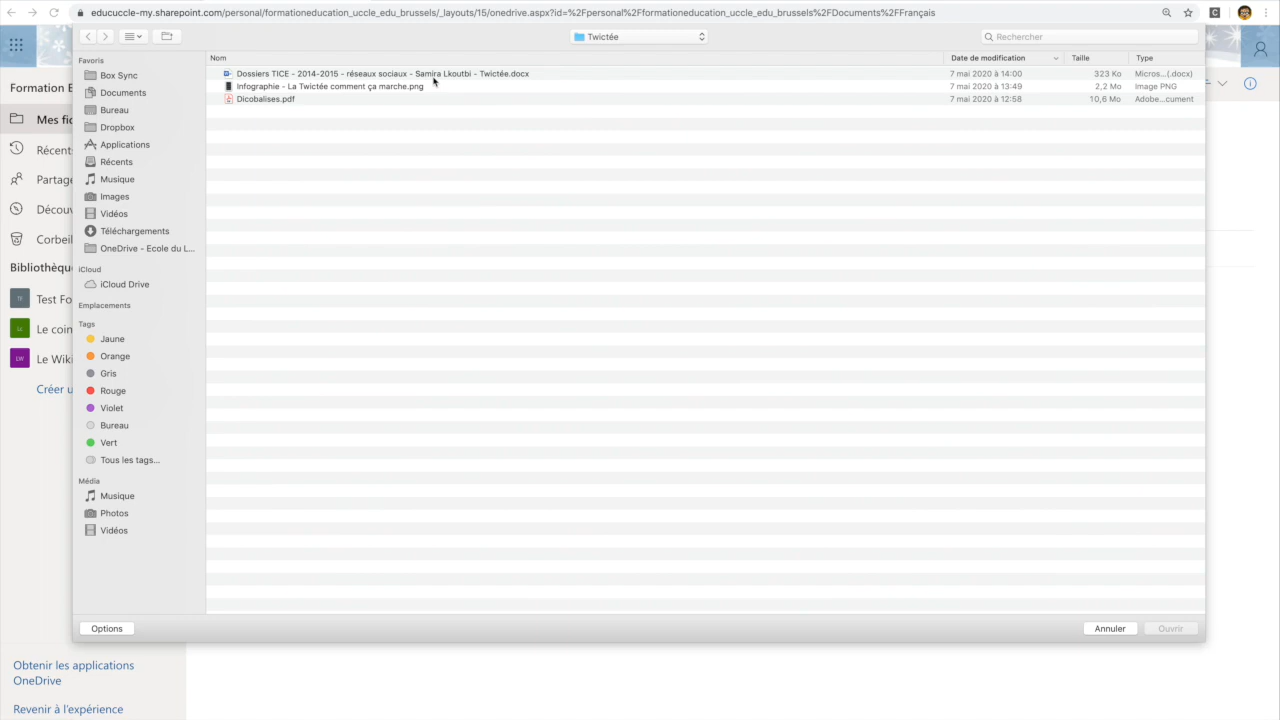 educuccle-my.sharepoint.com/personal/formationeducation_uccle_edu_brussels/_layouts/15/onedrive.aspx?id=%2Fpersonal%2Fformationeducation_uccle_edu_brussels%2FDocuments%2FFrançais
Twictée
Rechercher
Formation E
Mes fic
Récent
Partag
Découv
Corbeil
Bibliothèqu
TF
Test Fo
Lc
Le coin
LW
Le Wiki
Créer u
Obtenir les applications
OneDrive
Revenir à l'expérience
Favoris
Box Sync
Documents
Bureau
Dropbox
Applications
Récents
Musique
Images
Vidéos
Téléchargements
OneDrive - Ecole du L...
iCloud
iCloud Drive
Emplacements
Tags
Jaune
Orange
Gris
Rouge
Violet
Bureau
Vert
Tous les tags...
Média
Musique
Photos
Vidéos
Nom Date de modification Taille Type
Dossiers TICE - 2014-2015 - réseaux sociaux - Samira Lkoutbi - Twictée.docx 7 mai 2020 à 14:00 323 Ko Micros...(.docx)
Infographie - La Twictée comment ça marche.png 7 mai 2020 à 13:49 2,2 Mo Image PNG
Dicobalises.pdf 7 mai 2020 à 12:58 10,6 Mo Adobe...cument
Options Annuler Ouvrir